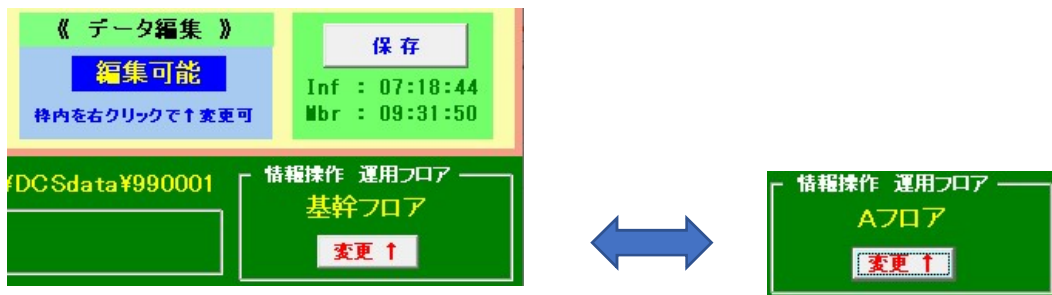 《 データ編集 》
編集可能
枠内を右クリックで↑変更可
保存
Inf : 07:18:44
Mbr : 09:31:50
¥DCSdata¥990001
情報操作 運用フロア
基幹フロア
変更 ↑
情報操作 運用フロア
Aフロア
変更 ↑